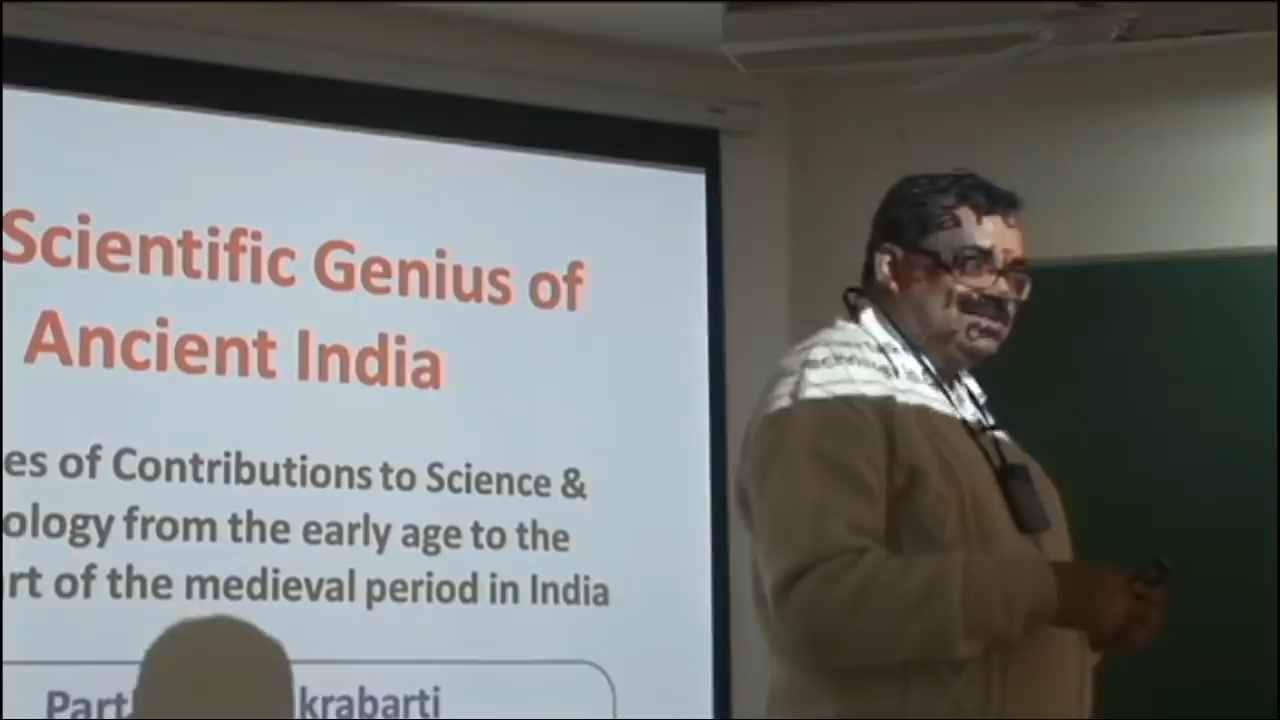 Scientific Genius of
Ancient India
es of Contributions to Science &
ology from the early age to the
rt of the medieval period in India
Part krabarti